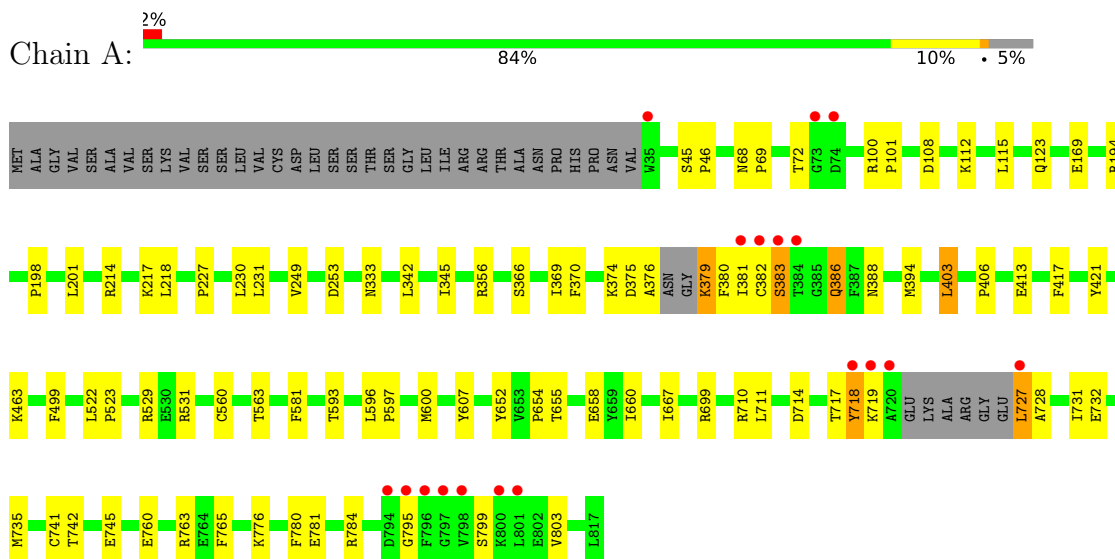 2%
Chain A:
84% 10% • 5%
MET ALA GLY VAL SER ALA VAL SER LYS VAL SER SER LEU VAL CYS ASP LEU SER SER THR SER GLY LEU ILE ARG ARG THR ALA ASN PRO HIS PRO ASN VAL W35 S45 P46 N68 P69 T72 G73 D74 R100 P101 D108 K112 L115 Q123 E169
P198 L201 R214 K217 L218 P227 L230 L231 V249 D253 N333 L342 I345 R356 S366 I369 F370 K374 D375 A376 ASN GLY K379 F380 I381 C382 S383 T384 G385 Q386 F387 N388 M394 L403 P406 E413 F417 Y421
K463 F499 L522 P523 R529 E530 R531 C560 T563 F581 T593 L596 P597 M600 Y607 Y652 V653 P654 T655 E658 Y659 I660 I667 R699 R710 L711 D714 T717 Y718 K719 A720 GLU LYS ALA ARG GLY GLU L727 A728 I731 E732
M735 C741 T742 E745 E760 R763 E764 F765 K776 F780 E781 R784 D794 G795 F796 G797 V798 S799 K800 L801 E802 V803 L817